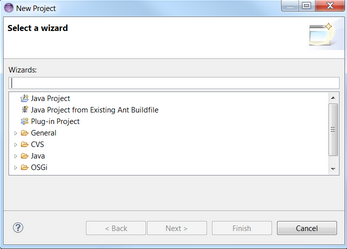 New Project
Select a wizard
Wizards:
Java Project
Java Project from Existing Ant Buildfile
Plug-in Project
General
CVS
Java
OSGi
?
< Back
Next >
Finish
Cancel